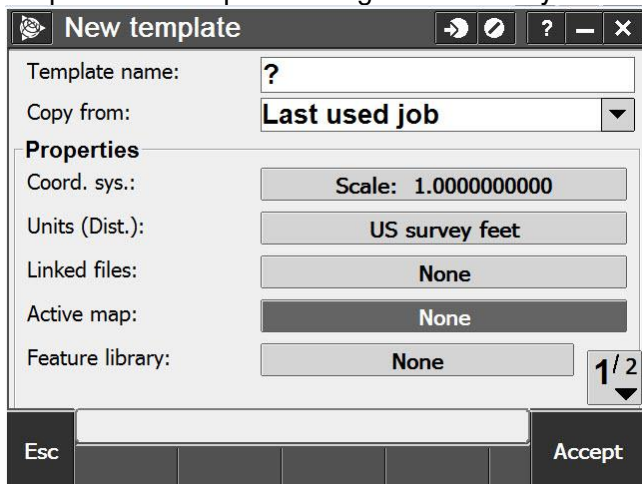 New template ? — ×
Template name: ?
Copy from: Last used job
Properties
Coord. sys.: Scale: 1.0000000000
Units (Dist.): US survey feet
Linked files: None
Active map: None
Feature library: None
1/2
Esc Accept